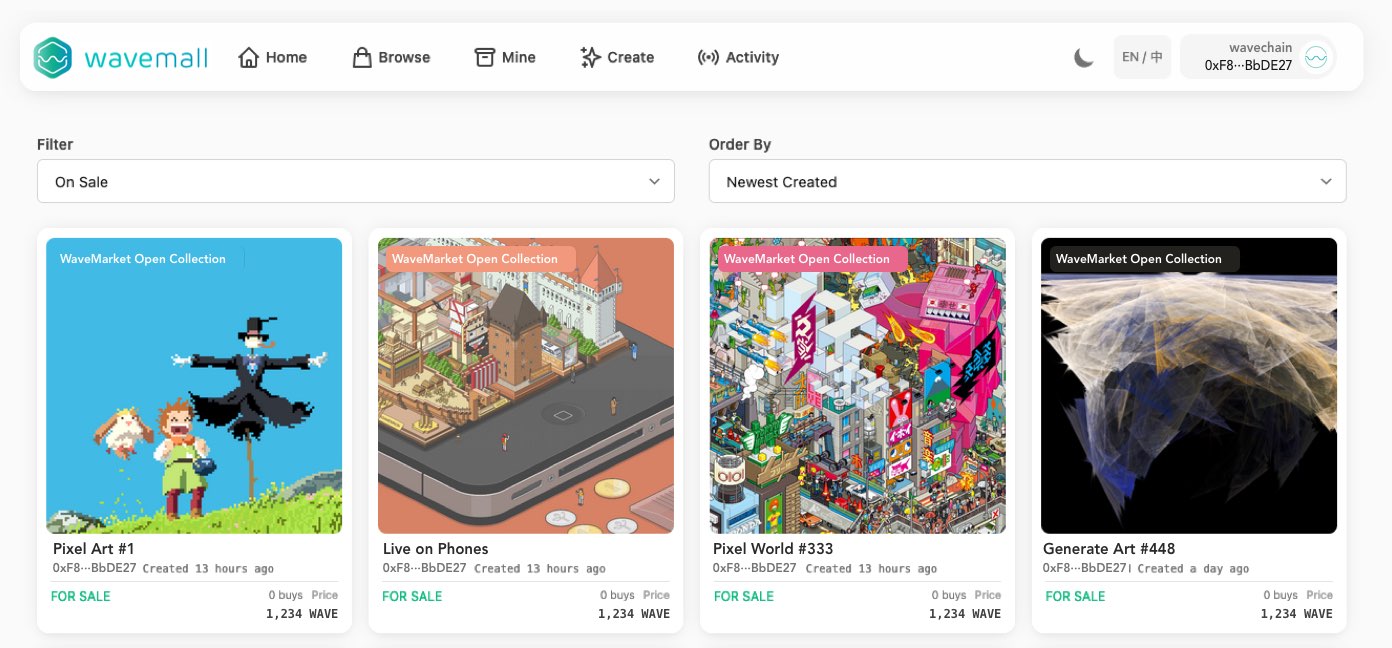 wavemall
Home
Browse
Mine
Create
Activity
EN / 中
wavechain
0xF8···BbDE27
Filter
On Sale
Order By
Newest Created
WaveMarket Open Collection
Pixel Art #1
0xF8···BbDE27 Created 13 hours ago
FOR SALE
0 buys Price
1,234 WAVE
WaveMarket Open Collection
Live on Phones
0xF8···BbDE27 Created 13 hours ago
FOR SALE
0 buys Price
1,234 WAVE
WaveMarket Open Collection
Pixel World #333
0xF8···BbDE27 Created 13 hours ago
FOR SALE
0 buys Price
1,234 WAVE
WaveMarket Open Collection
Generate Art #448
0xF8···BbDE27 Created a day ago
FOR SALE
0 buys Price
1,234 WAVE